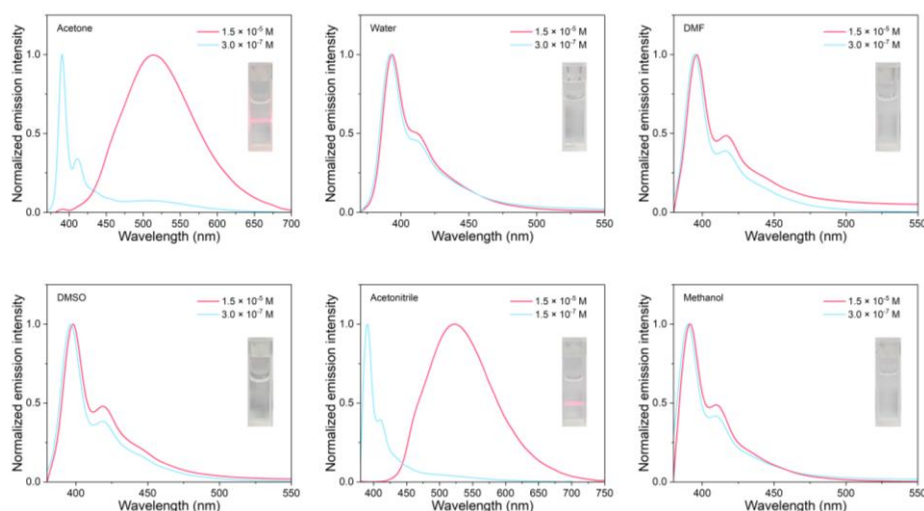 Acetone
1.5 × 10⁻⁵ M
3.0 × 10⁻⁷ M
Normalized emission intensity
1.0
0.5
0.0
400 450 500 550 600 650 700
Wavelength (nm)
Water
1.5 × 10⁻⁵ M
3.0 × 10⁻⁷ M
Normalized emission intensity
1.0
0.5
0.0
400 450 500 550
Wavelength (nm)
DMF
1.5 × 10⁻⁵ M
3.0 × 10⁻⁷ M
Normalized emission intensity
1.0
0.5
0.0
400 450 500 550
Wavelength (nm)
DMSO
1.5 × 10⁻⁵ M
3.0 × 10⁻⁷ M
Normalized emission intensity
1.0
0.5
0.0
400 450 500 550
Wavelength (nm)
Acetonitrile
1.5 × 10⁻⁵ M
1.5 × 10⁻⁷ M
Normalized emission intensity
1.0
0.5
0.0
400 450 500 550 600 650 700 750
Wavelength (nm)
Methanol
1.5 × 10⁻⁵ M
3.0 × 10⁻⁷ M
Normalized emission intensity
1.0
0.5
0.0
400 450 500 550
Wavelength (nm)